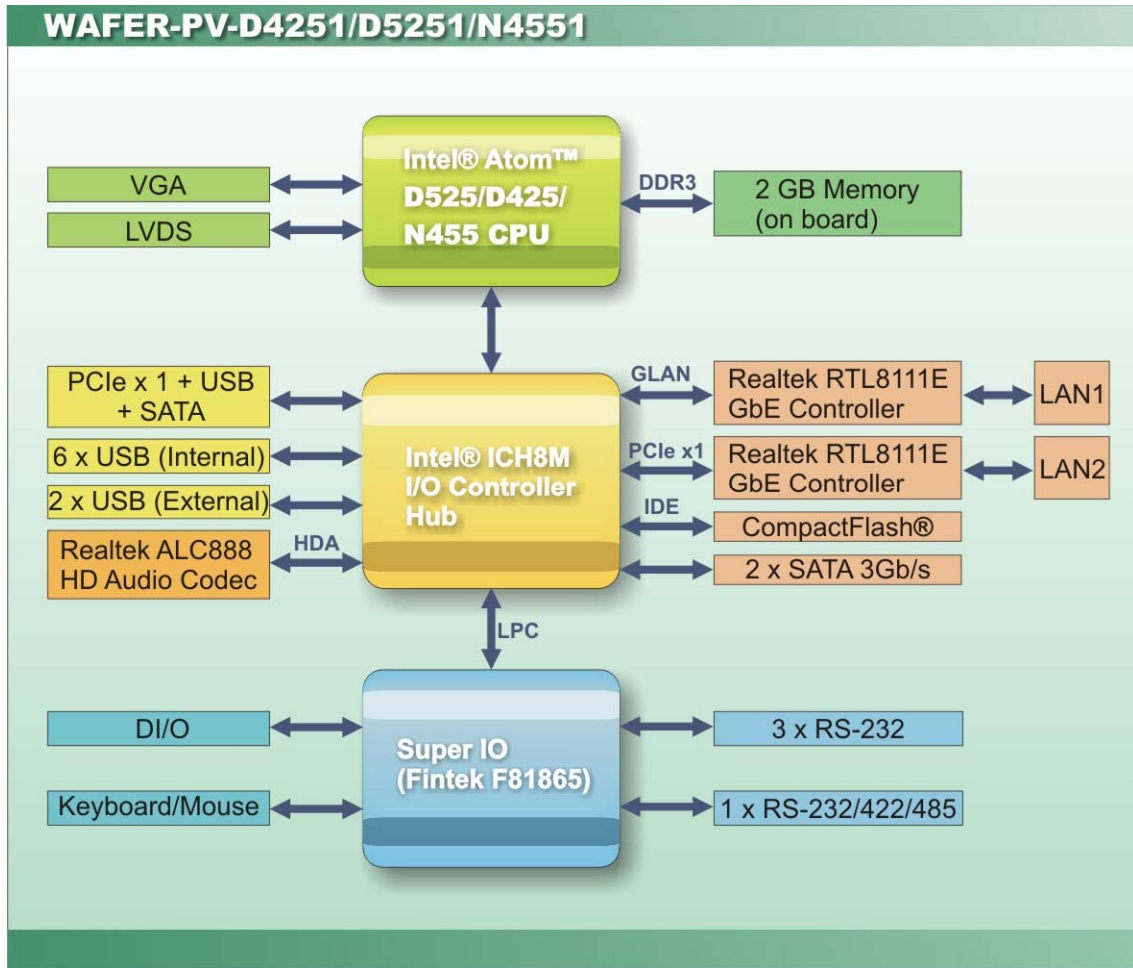 WAFER-PV-D4251/D5251/N4551
Intel® Atom™
D525/D425/
N455 CPU
VGA
LVDS
DDR3
2 GB Memory
(on board)
PCIe x 1 + USB
+ SATA
6 x USB (Internal)
2 x USB (External)
Realtek ALC888
HD Audio Codec
HDA
Intel® ICH8M
I/O Controller
Hub
GLAN
Realtek RTL8111E
GbE Controller
LAN1
PCIe x1
Realtek RTL8111E
GbE Controller
LAN2
IDE
CompactFlash®
2 x SATA 3Gb/s
LPC
DI/O
Keyboard/Mouse
Super IO
(Fintek F81865)
3 x RS-232
1 x RS-232/422/485